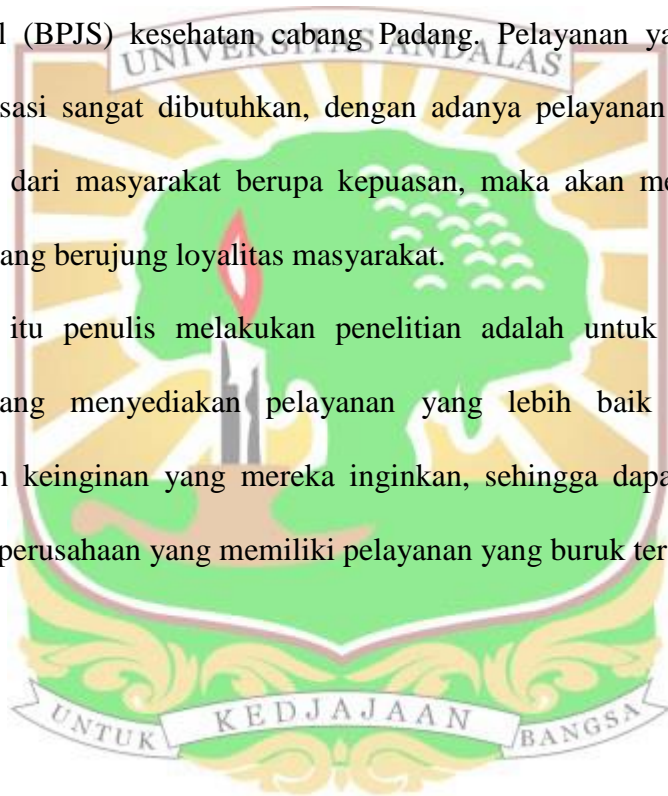 l (BPJS) kesehatan cabang Padang. Pelayanan ya
UNIVERSITAS ANDALAS
sasi sangat dibutuhkan, dengan adanya pelayanan
dari masyarakat berupa kepuasan, maka akan me
ang berujung loyalitas masyarakat.
itu penulis melakukan penelitian adalah untuk
ang menyediakan pelayanan yang lebih baik
keinginan yang mereka inginkan, sehingga dapa
perusahaan yang memiliki pelayanan yang buruk ter
UNTUK KEDJAJAAN BANGSA